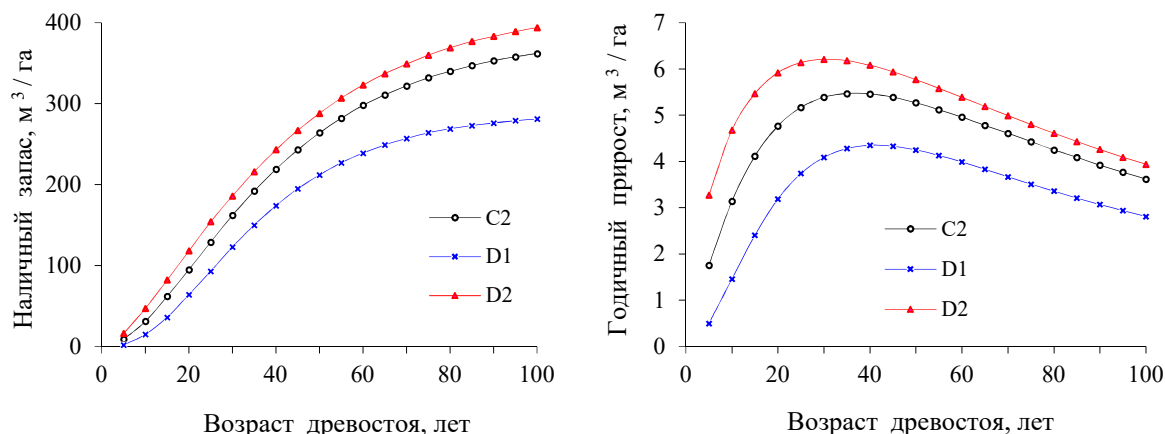 Наличный запас, м ³ / га
400
300
200
100
0
0 20 40 60 80 100
C2
D1
D2
Возраст древостоя, лет
Годичный прирост, м ³ / га
7
6
5
4
3
2
1
0
0 20 40 60 80 100
C2
D1
D2
Возраст древостоя, лет